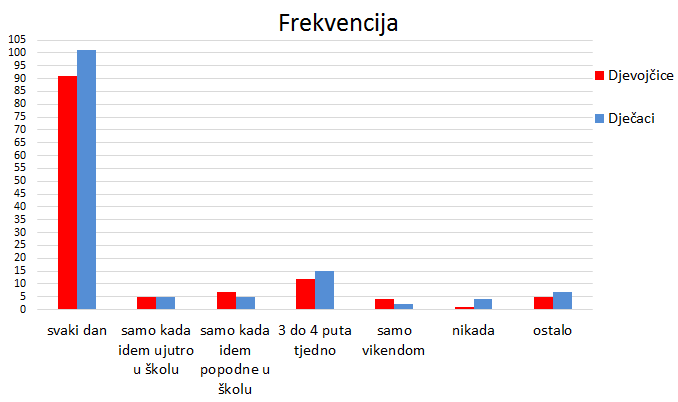 Frekvencija
105
100
95
90
85
80
75
70
65
60
55
50
45
40
35
30
25
20
15
10
5
0
svaki dan
samo kada
idem ujutro
u školu
samo kada
idem
popodne u
školu
3 do 4 puta
tjedno
samo
vikendom
nikada
ostalo
Djevojčice
Dječaci